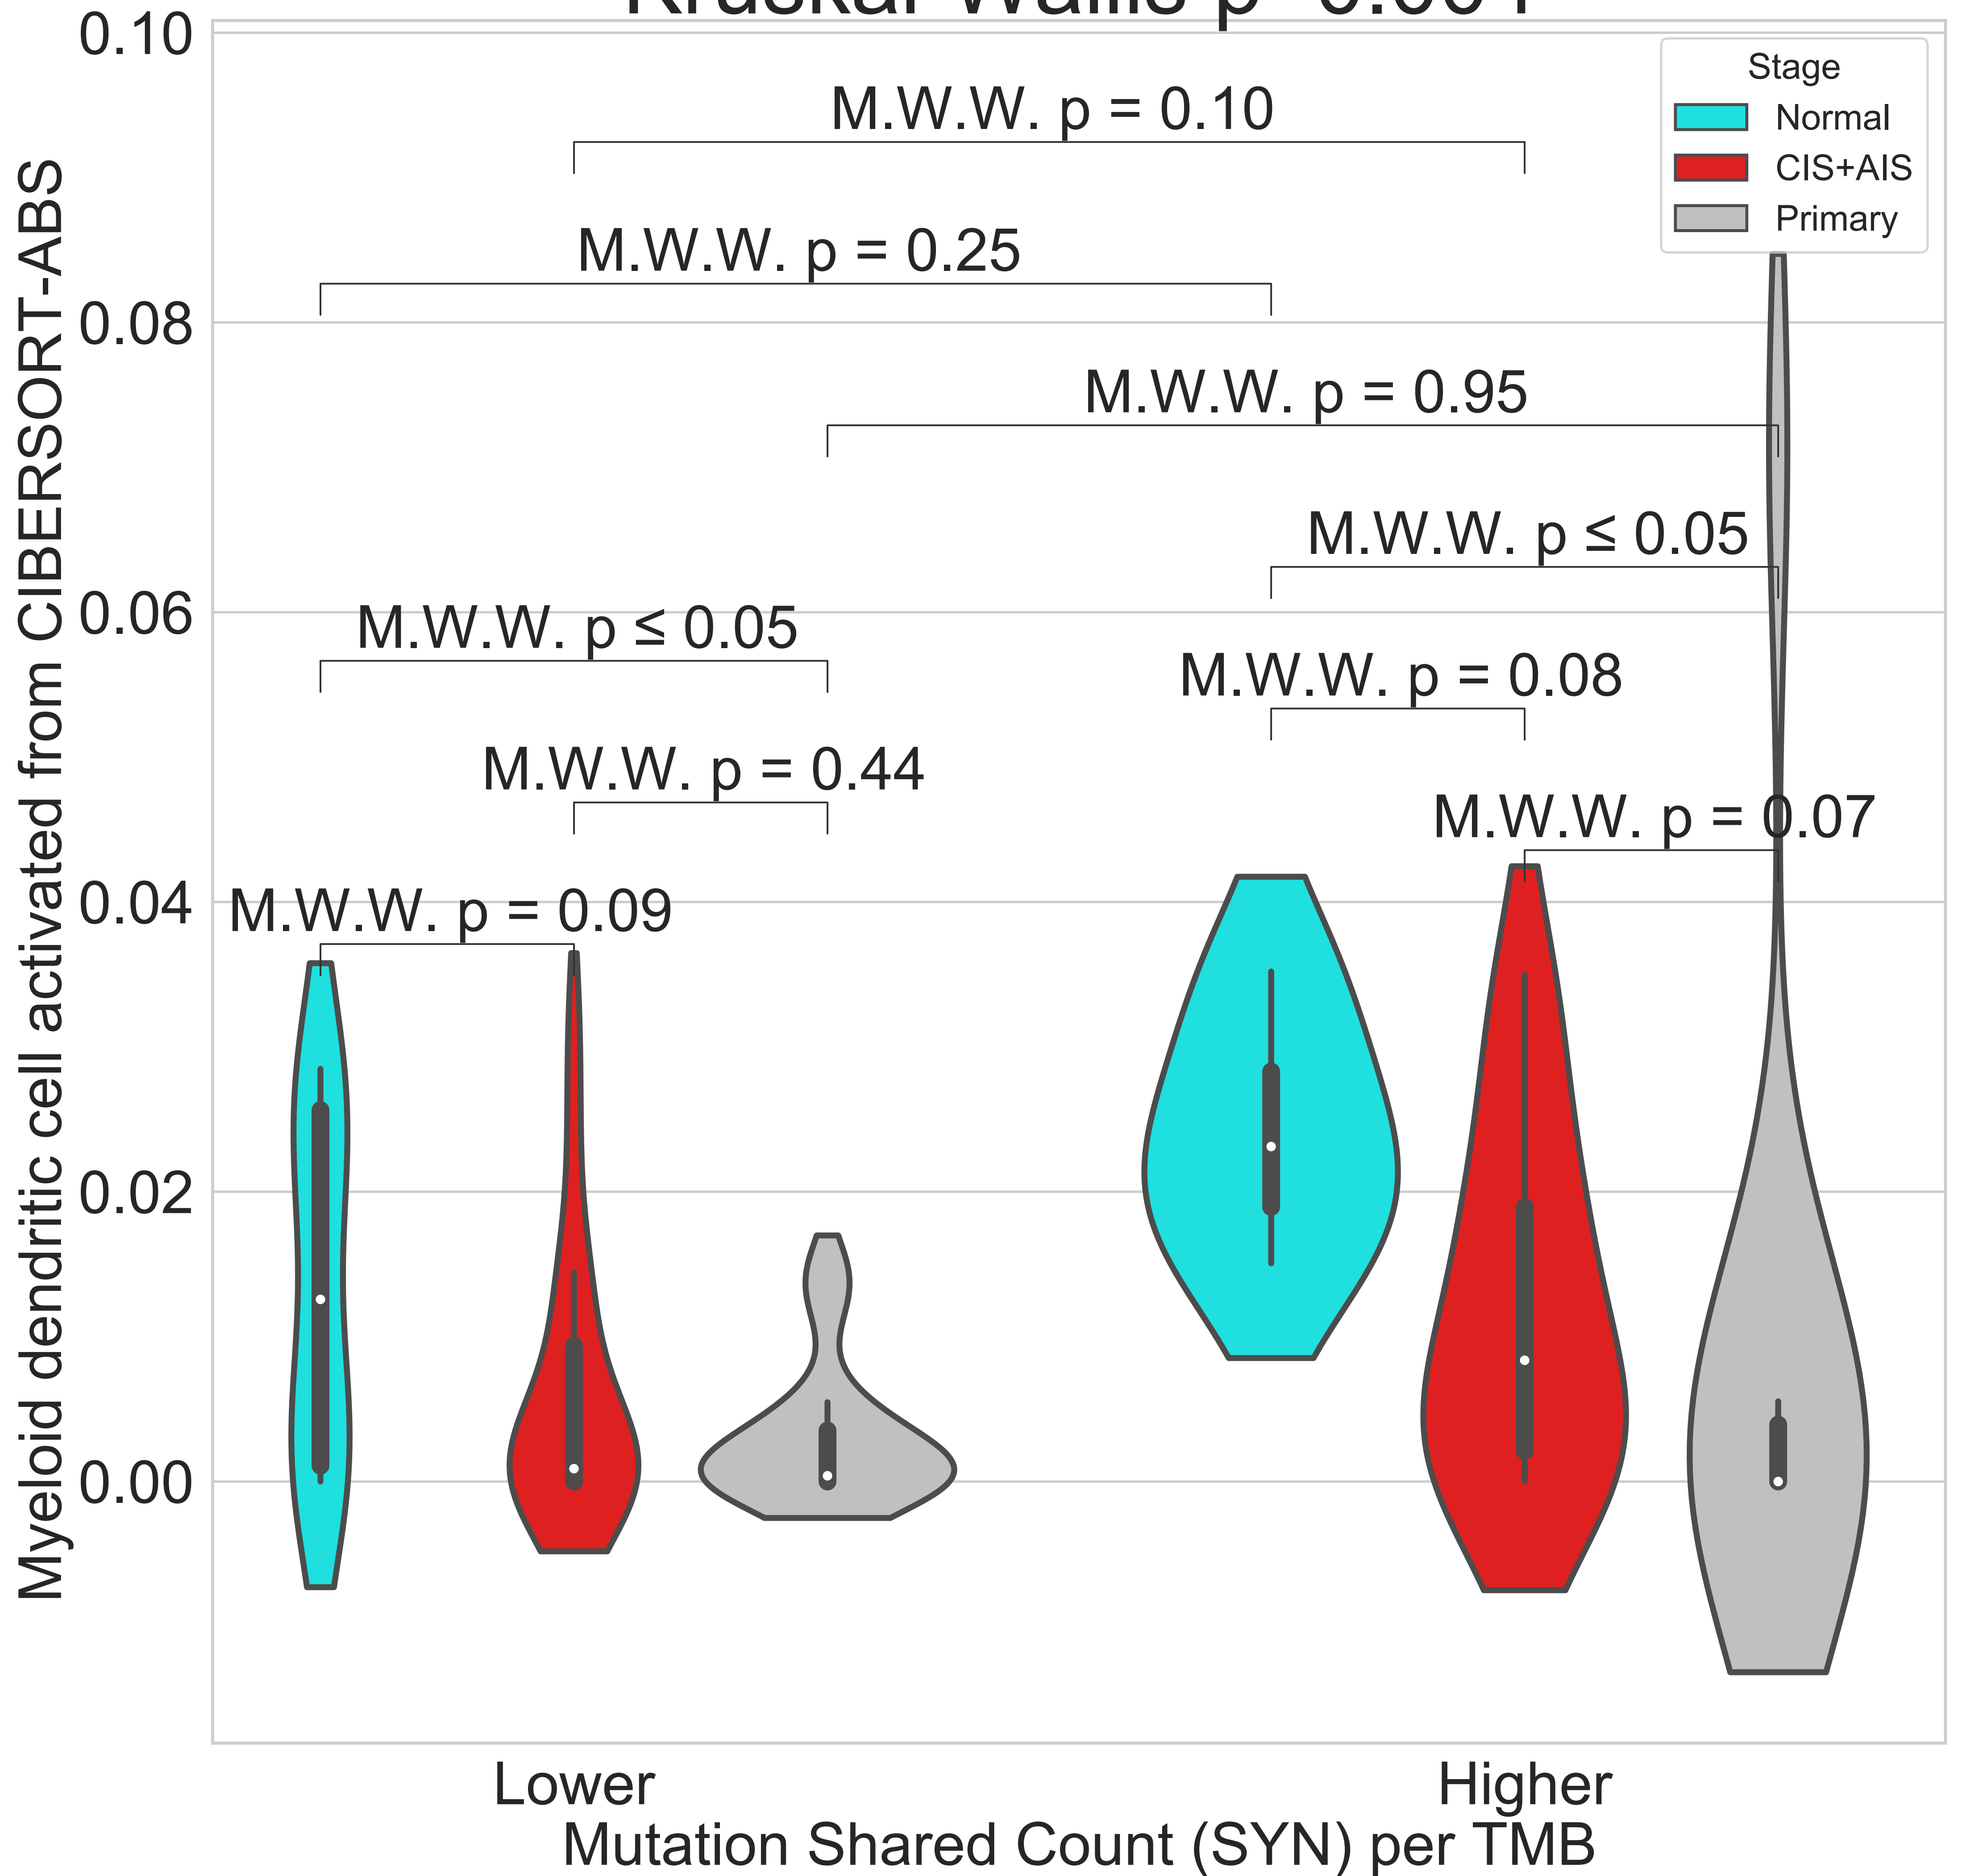 0.10
0.08
0.06
0.04
0.02
0.00
Myeloid dendritic cell activated from CIBERSORT-ABS
Stage
Normal
CIS+AIS
Primary
M.W.W. p = 0.10
M.W.W. p = 0.25
M.W.W. p = 0.95
M.W.W. p ≤ 0.05
M.W.W. p ≤ 0.05
M.W.W. p = 0.08
M.W.W. p = 0.44
M.W.W. p = 0.07
M.W.W. p = 0.09
Lower
Higher
Mutation Shared Count (SYN) per TMB